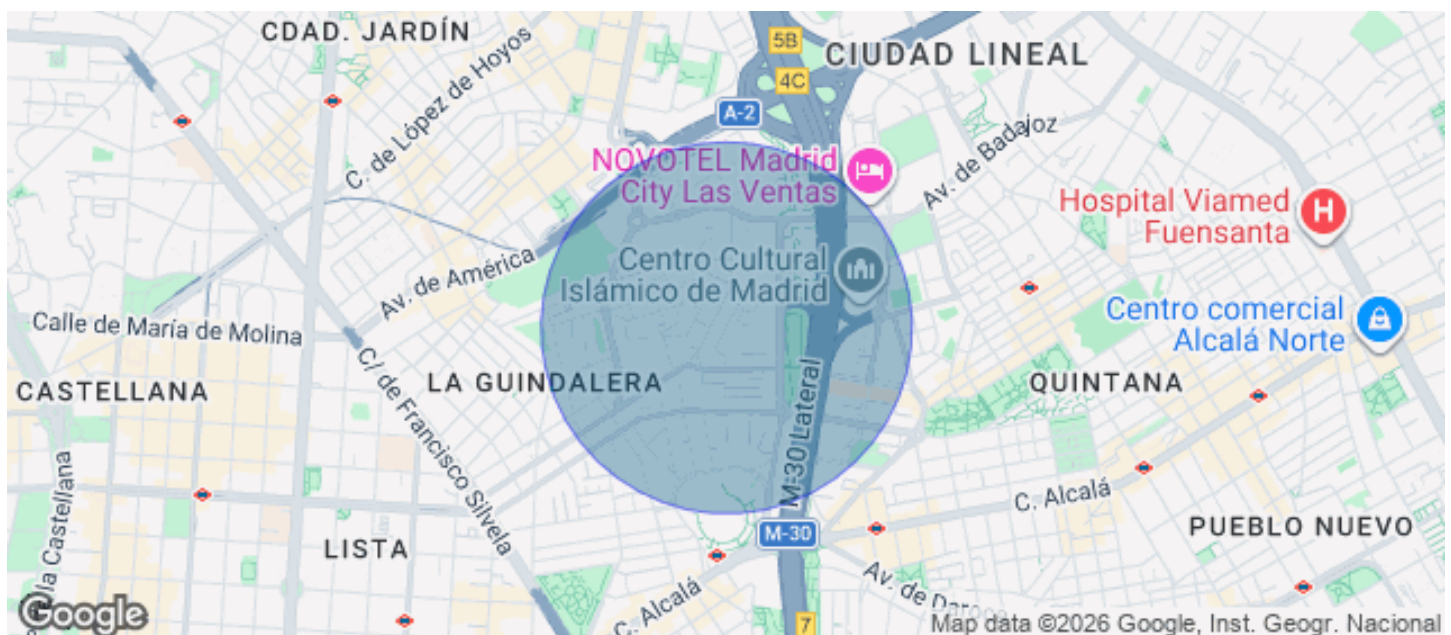 CDAD. JARDÍN
C. de López de Hoyos
5B
4C
CIUDAD LINEAL
A-2
NOVOTEL Madrid
City Las Ventas
Av. de Badajoz
Hospital Viamed
Fuensanta
H
Centro Cultural
Islámico de Madrid
Av. de América
Calle de María de Molina
Centro comercial
Alcalá Norte
CASTELLANA
C/ de Francisco Silvela
LA GUINDALERA
M-30 Lateral
QUINTANA
la Castellana
C. Alcalá
LISTA
M-30
PUEBLO NUEVO
C. Alcalá
Av. de Daroca
7
Google
Map data ©2026 Google, Inst. Geogr. Nacional